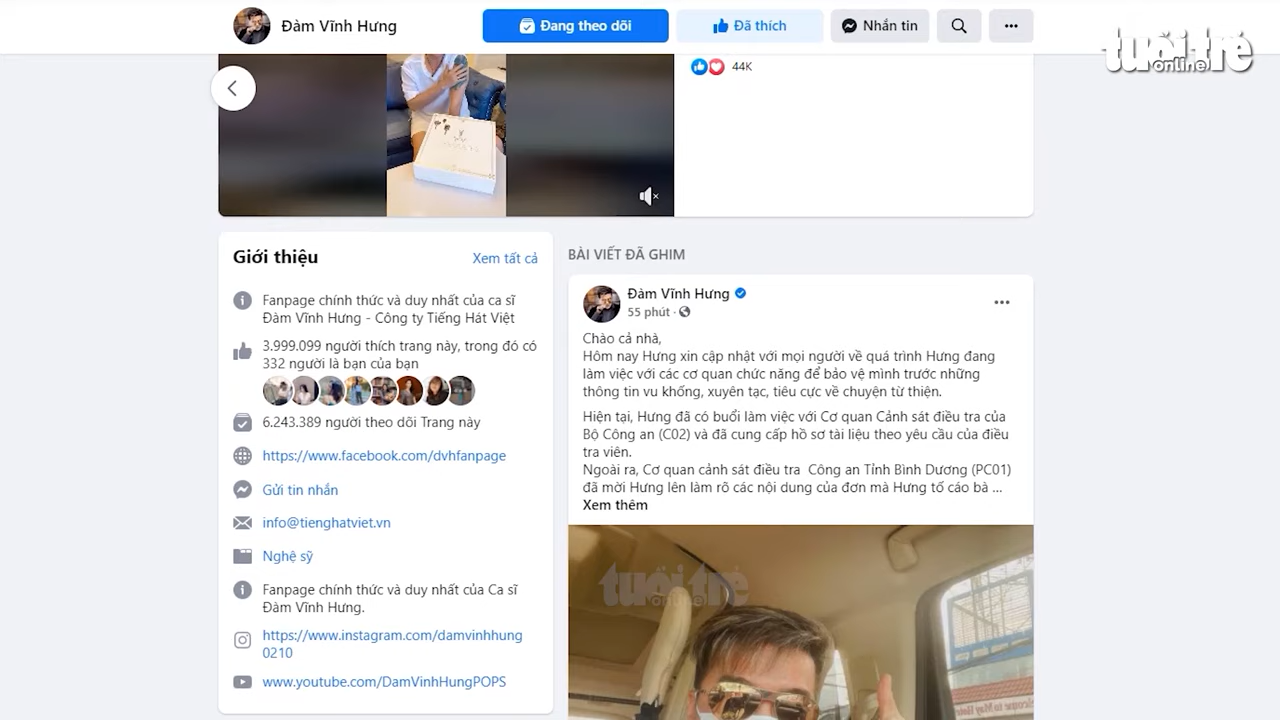 Đàm Vĩnh Hưng
Đang theo dõi
Đã thích
Nhắn tin
tuổi trẻ
online
44K
Giới thiệu
Xem tất cả
Fanpage chính thức và duy nhất của ca sĩ
Đàm Vĩnh Hưng - Công ty Tiếng Hát Việt
3.999.099 người thích trang này, trong đó có
332 người là bạn của bạn
6.243.389 người theo dõi Trang này
https://www.facebook.com/dvhfanpage
Gửi tin nhắn
info@tienghatviet.vn
Nghệ sỹ
Fanpage chính thức và duy nhất của Ca sĩ
Đàm Vĩnh Hưng.
https://www.instagram.com/damvinhhung
0210
www.youtube.com/DamVinhHungPOPS
BÀI VIẾT ĐÃ GHIM
Đàm Vĩnh Hưng
55 phút ·
Chào cả nhà,
Hôm nay Hưng xin cập nhật với mọi người về quá trình Hưng đang
làm việc với các cơ quan chức năng để bảo vệ mình trước những
thông tin vu khống, xuyên tạc, tiêu cực về chuyện từ thiện.
Hiện tại, Hưng đã có buổi làm việc với Cơ quan Cảnh sát điều tra của
Bộ Công an (C02) và đã cung cấp hồ sơ tài liệu theo yêu cầu của điều
tra viên.
Ngoài ra, Cơ quan cảnh sát điều tra Công an Tỉnh Bình Dương (PC01)
đã mời Hưng lên làm rõ các nội dung của đơn mà Hưng tố cáo bà ...
Xem thêm
tuổi trẻ
online